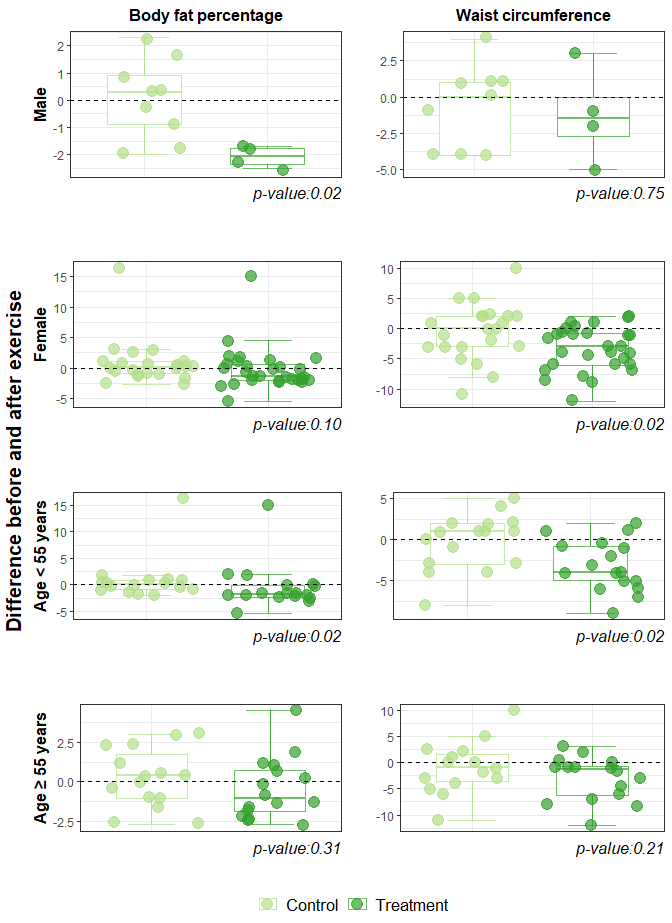 Body fat percentage
Waist circumference
Difference before and after exercise
Male
2
1
0
-1
-2
p-value:0.02
2.5
0.0
-2.5
-5.0
p-value:0.75
Female
15
10
5
0
-5
p-value:0.10
10
5
0
-5
-10
p-value:0.02
Age < 55 years
15
10
5
0
-5
p-value:0.02
5
0
-5
p-value:0.02
Age ≥ 55 years
2.5
0.0
-2.5
p-value:0.31
10
5
0
-5
-10
p-value:0.21
Control Treatment